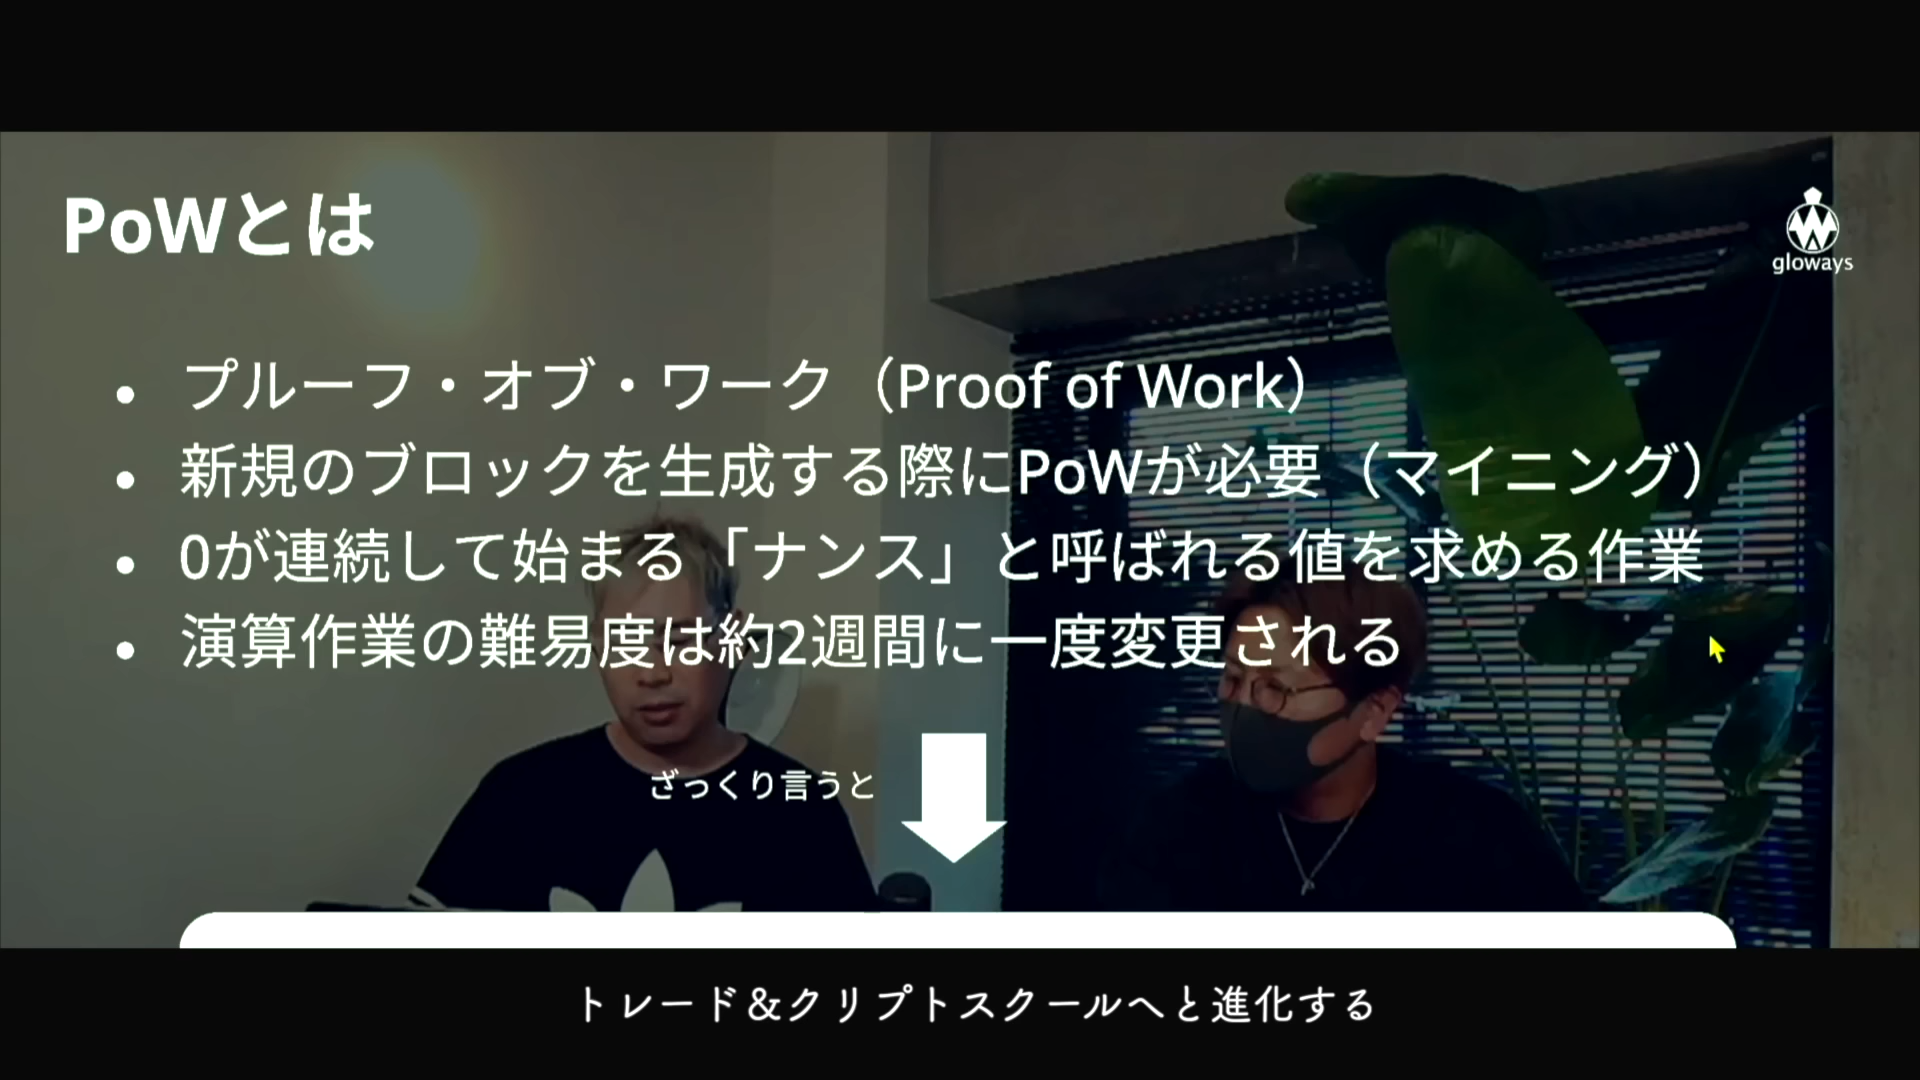 PoWとは
gloways
• プルーフ・オブ・ワーク（Proof of Work）
• 新規のブロックを生成する際にPoWが必要（マイニング）
• 0が連続して始まる「ナンス」と呼ばれる値を求める作業
• 演算作業の難易度は約2週間に一度変更される
ざっくり言うと
トレード＆クリプトスクールへと進化する